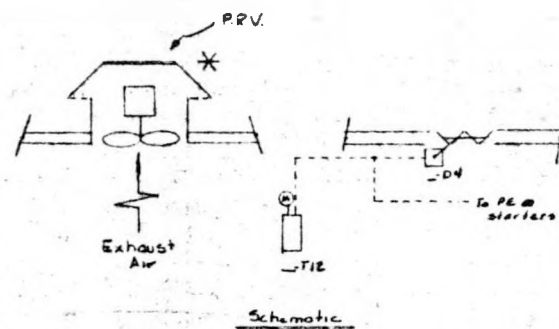 P.R.V.
Exhaust
Air
M
D4
To PE @
starters
T12
Schematic